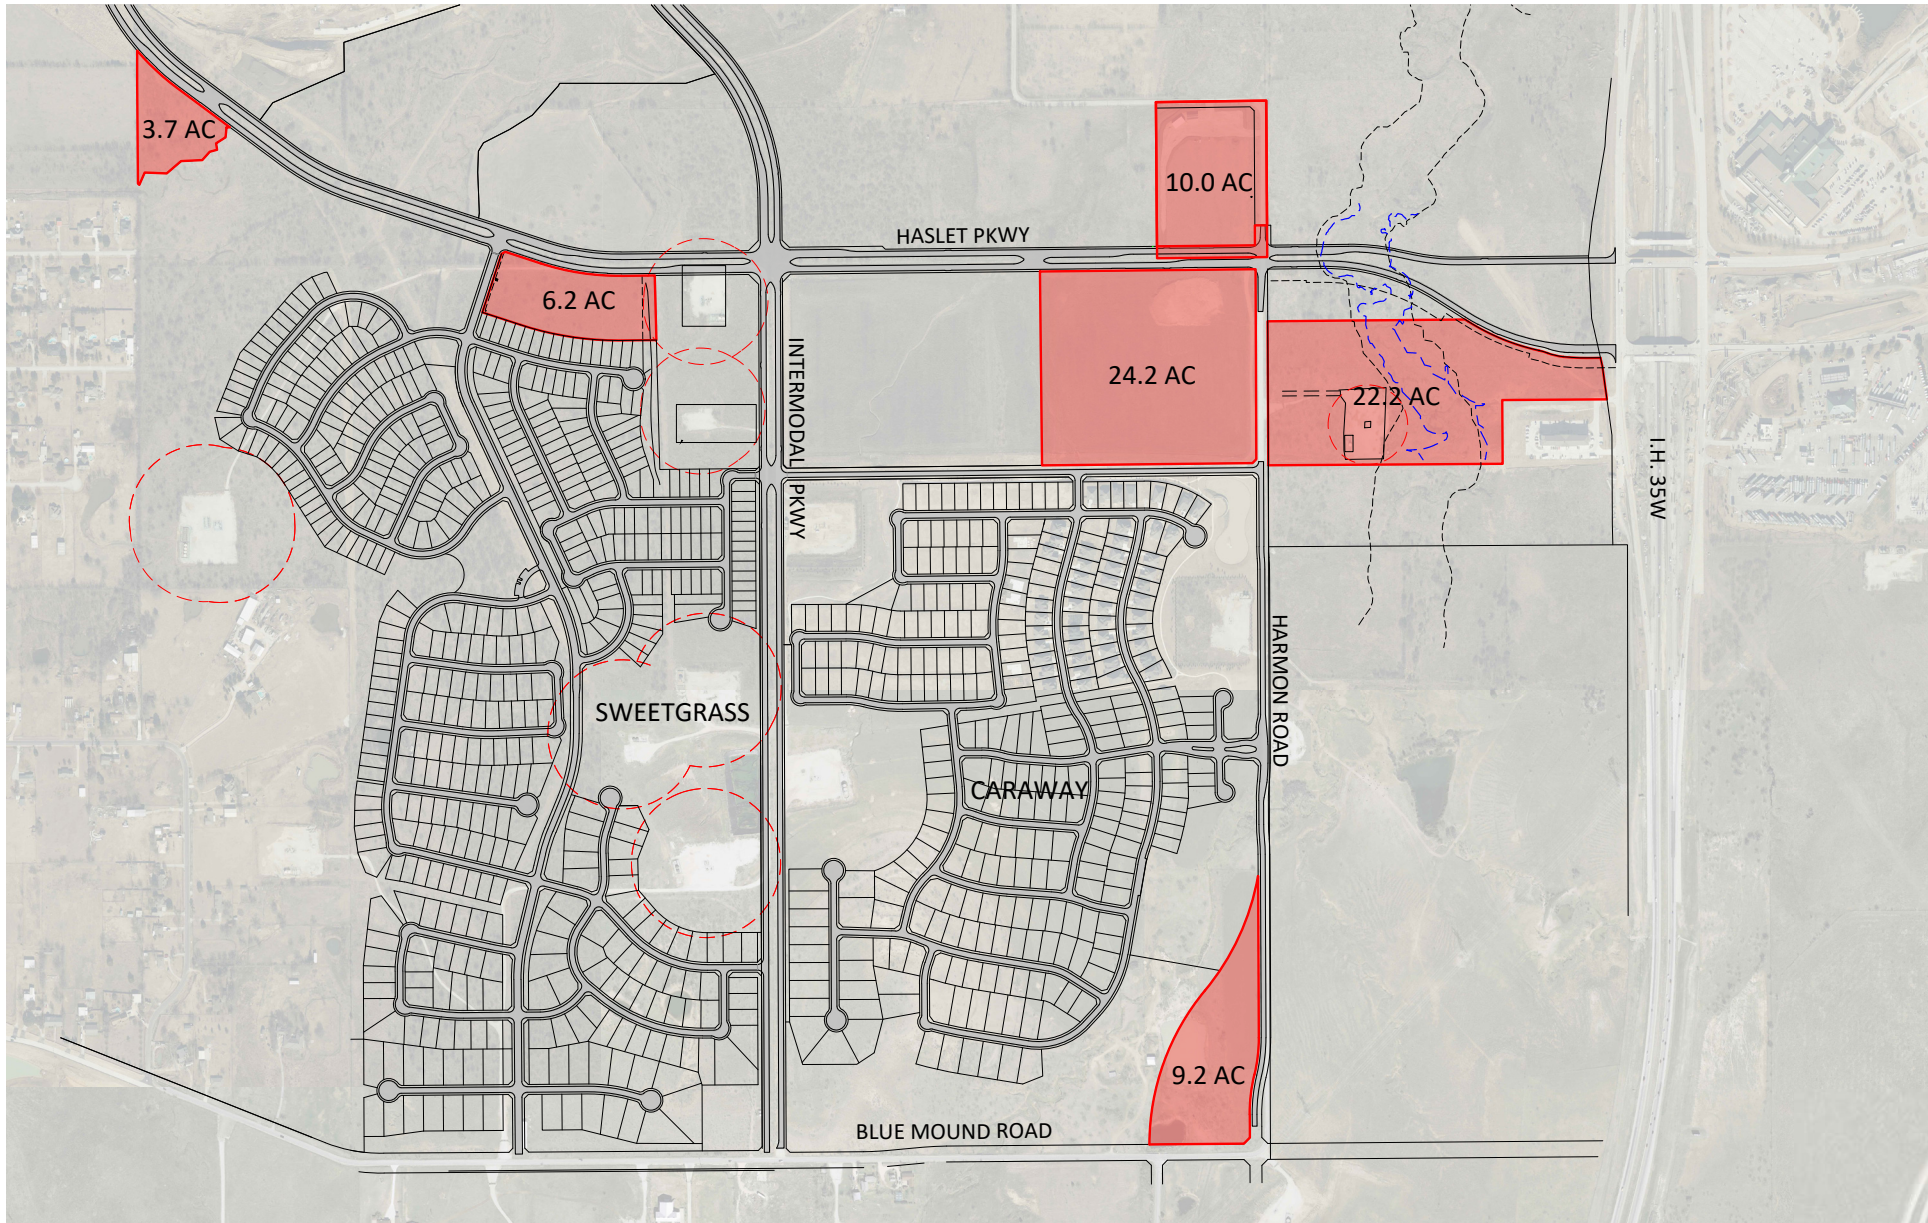 3.7 AC
10.0 AC
HASLET PKWY
6.2 AC
INTERMODAL
PKWY
24.2 AC
22.2 AC
I.H. 35W
HARMON ROAD
SWEETGRASS
CARAWAY
9.2 AC
BLUE MOUND ROAD